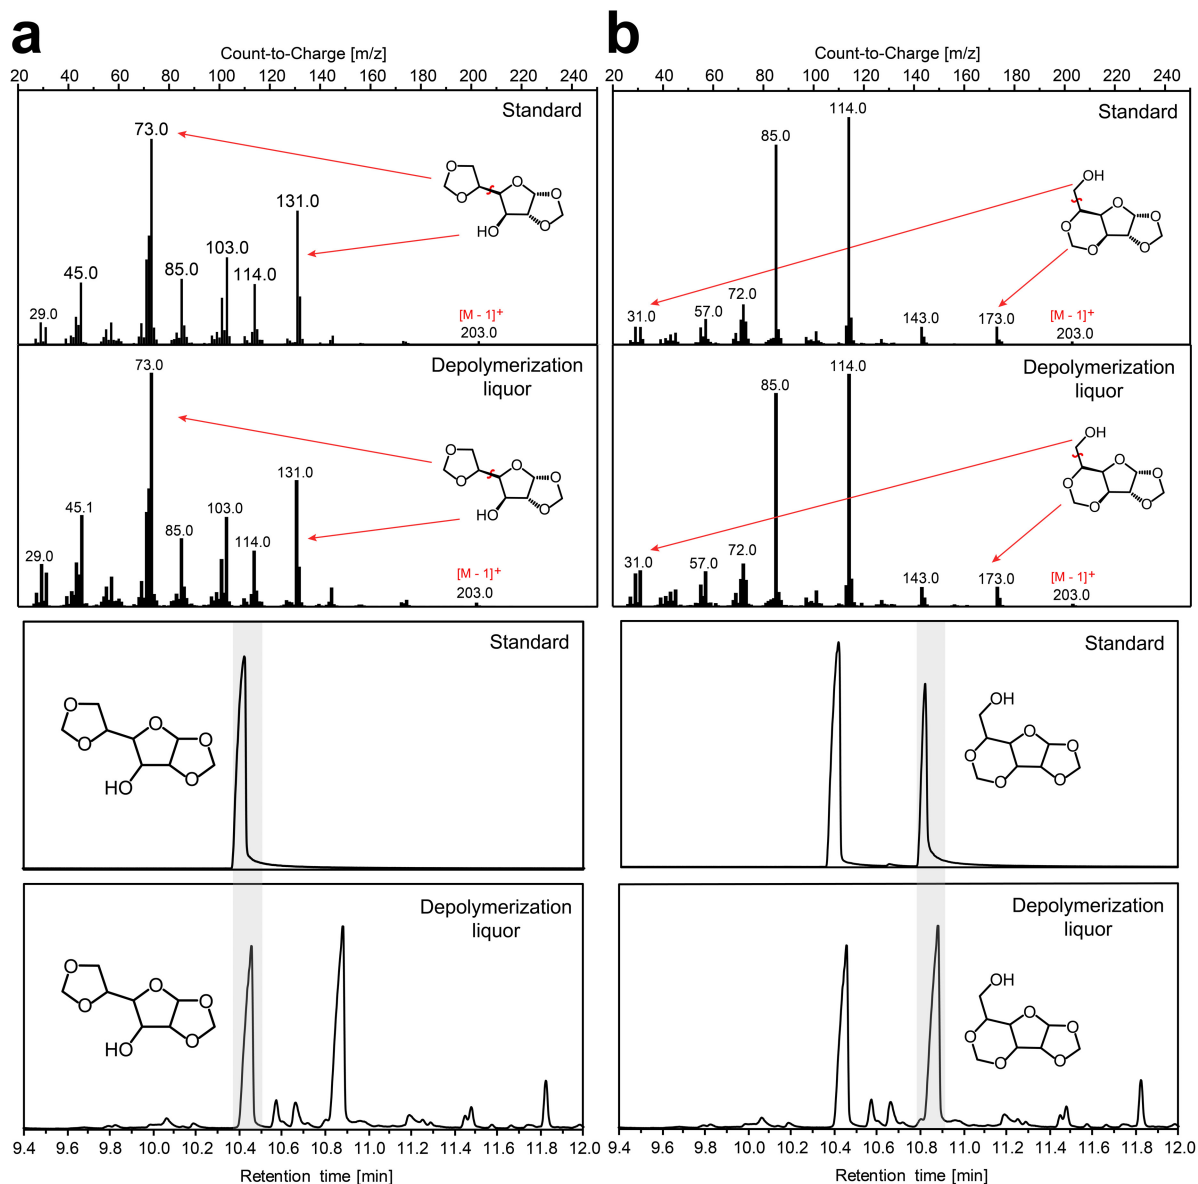 a
Count-to-Charge [m/z]
20 40 60 80 100 120 140 160 180 200 220 240
Standard
73.0
131.0
103.0
45.0
85.0
114.0
29.0
[M - 1]+
203.0
O
O
O
O
O
HO
Depolymerization
liquor
73.0
131.0
45.1
103.0
85.0
114.0
29.0
[M - 1]+
203.0
O
O
O
O
O
HO
Standard
O
O
O
O
O
HO
Depolymerization
liquor
O
O
O
O
O
HO
9.4 9.6 9.8 10.0 10.2 10.4 10.6 10.8 11.0 11.2 11.4 11.6 11.8 12.0
Retention time [min]
b
Count-to-Charge [m/z]
20 40 60 80 100 120 140 160 180 200 220 240
Standard
114.0
85.0
72.0
31.0
57.0
143.0
173.0
[M - 1]+
203.0
OH
O
O
O
O
O
Depolymerization
liquor
114.0
85.0
72.0
31.0
57.0
143.0
173.0
[M - 1]+
203.0
OH
O
O
O
O
O
Standard
OH
O
O
O
O
O
Depolymerization
liquor
OH
O
O
O
O
O
9.4 9.6 9.8 10.0 10.2 10.4 10.6 10.8 11.0 11.2 11.4 11.6 11.8 12.0
Retention time [min]